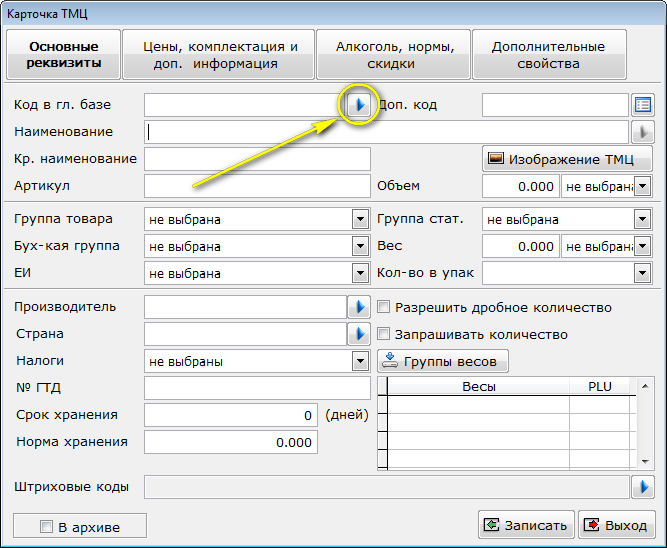 Карточка ТМЦ
Основные реквизиты
Цены, комплектация и доп. информация
Алкоголь, нормы, скидки
Дополнительные свойства
Код в гл. базе
Доп. код
Наименование
Кр. наименование
Изображение ТМЦ
Артикул
Объем 0.000 не выбрана
Группа товара не выбрана
Группа стат. не выбрана
Бух-кая группа не выбрана
Вес 0.000 не выбрана
ЕИ не выбрана
Кол-во в упак
Производитель
Разрешить дробное количество
Страна
Запрашивать количество
Налоги не выбраны
Группы весов
№ ГТД
Весы PLU
Срок хранения 0 (дней)
Норма хранения 0.000
Штриховые коды
В архиве
Записать
Выход